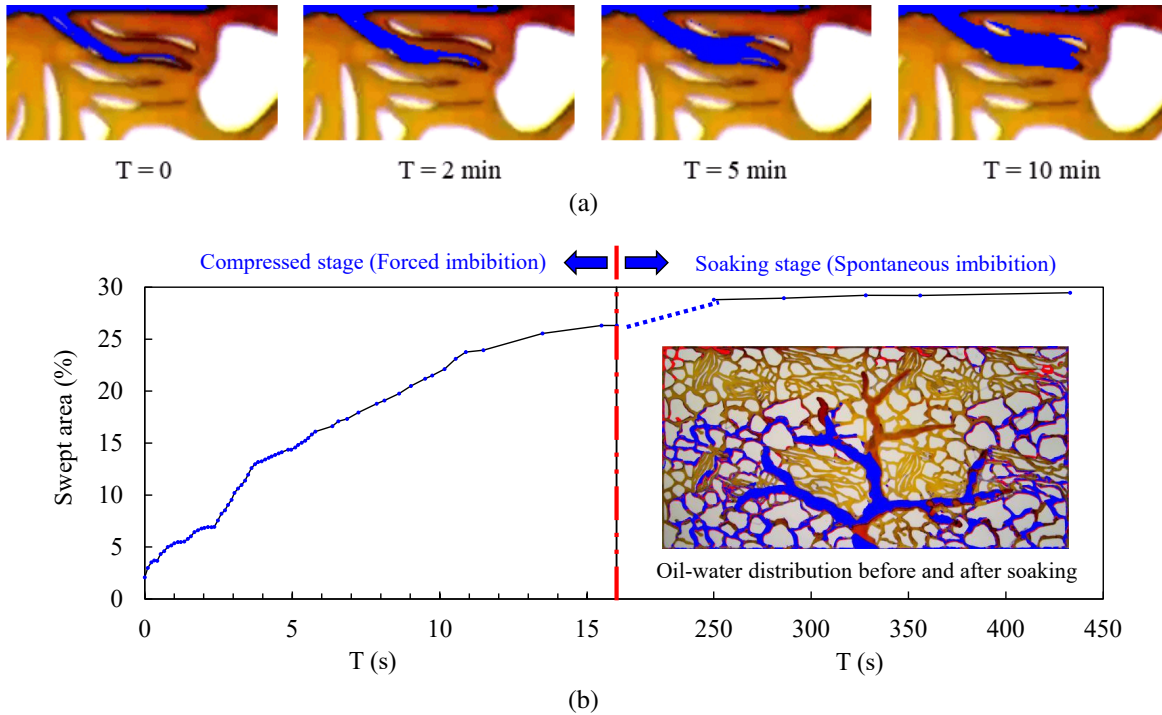 T = 0
T = 2 min
T = 5 min
T = 10 min
(a)
Compressed stage (Forced imbibition)
Soaking stage (Spontaneous imbibition)
Swept area (%)
30
25
20
15
10
5
0
Oil-water distribution before and after soaking
0 5 10 15 250 300 350 400 450
T (s) T (s)
(b)